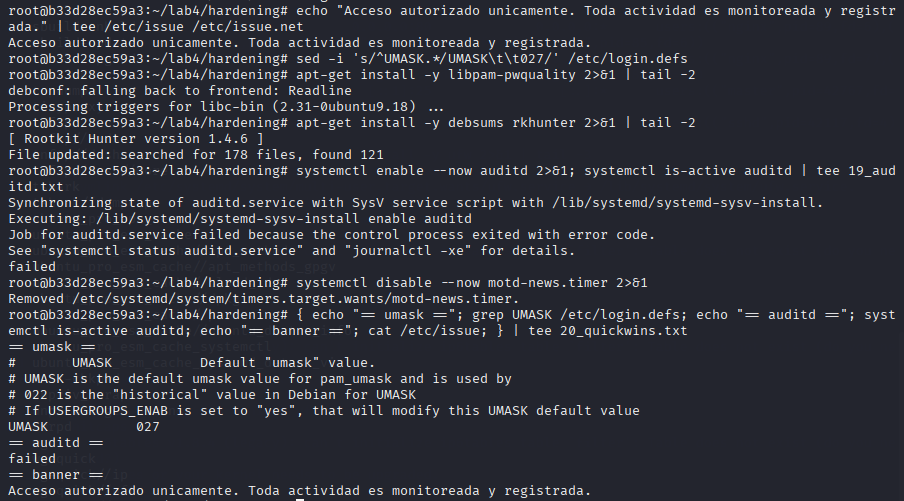 root@b33d28ec59a3:~/lab4/hardening# echo "Acceso autorizado unicamente. Toda actividad es monitoreada y registr
ada." | tee /etc/issue /etc/issue.net
Acceso autorizado unicamente. Toda actividad es monitoreada y registrada.
root@b33d28ec59a3:~/lab4/hardening# sed -i 's/^UMASK.*/UMASK\t\t027/' /etc/login.defs
root@b33d28ec59a3:~/lab4/hardening# apt-get install -y libpam-pwquality 2>&1 | tail -2
debconf: falling back to frontend: Readline
Processing triggers for libc-bin (2.31-0ubuntu9.18) ...
root@b33d28ec59a3:~/lab4/hardening# apt-get install -y debsums rkhunter 2>&1 | tail -2
[ Rootkit Hunter version 1.4.6 ]
File updated: searched for 178 files, found 121
root@b33d28ec59a3:~/lab4/hardening# systemctl enable --now auditd 2>&1; systemctl is-active auditd | tee 19_aud
itd.txt
Synchronizing state of auditd.service with SysV service script with /lib/systemd/systemd-sysv-install.
Executing: /lib/systemd/systemd-sysv-install enable auditd
Job for auditd.service failed because the control process exited with error code.
See "systemctl status auditd.service" and "journalctl -xe" for details.
failed
root@b33d28ec59a3:~/lab4/hardening# systemctl disable --now motd-news.timer 2>&1
Removed /etc/systemd/system/timers.target.wants/motd-news.timer.
root@b33d28ec59a3:~/lab4/hardening# { echo "== umask =="; grep UMASK /etc/login.defs; echo "== auditd =="; syst
emctl is-active auditd; echo "== banner =="; cat /etc/issue; } | tee 20_quickwins.txt
== umask ==
#       UMASK           Default "umask" value.
# UMASK is the default umask value for pam_umask and is used by
# 022 is the "historical" value in Debian for UMASK
# If USERGROUPS_ENAB is set to "yes", that will modify this UMASK default value
UMASK           027
== auditd ==
failed
== banner ==
Acceso autorizado unicamente. Toda actividad es monitoreada y registrada.